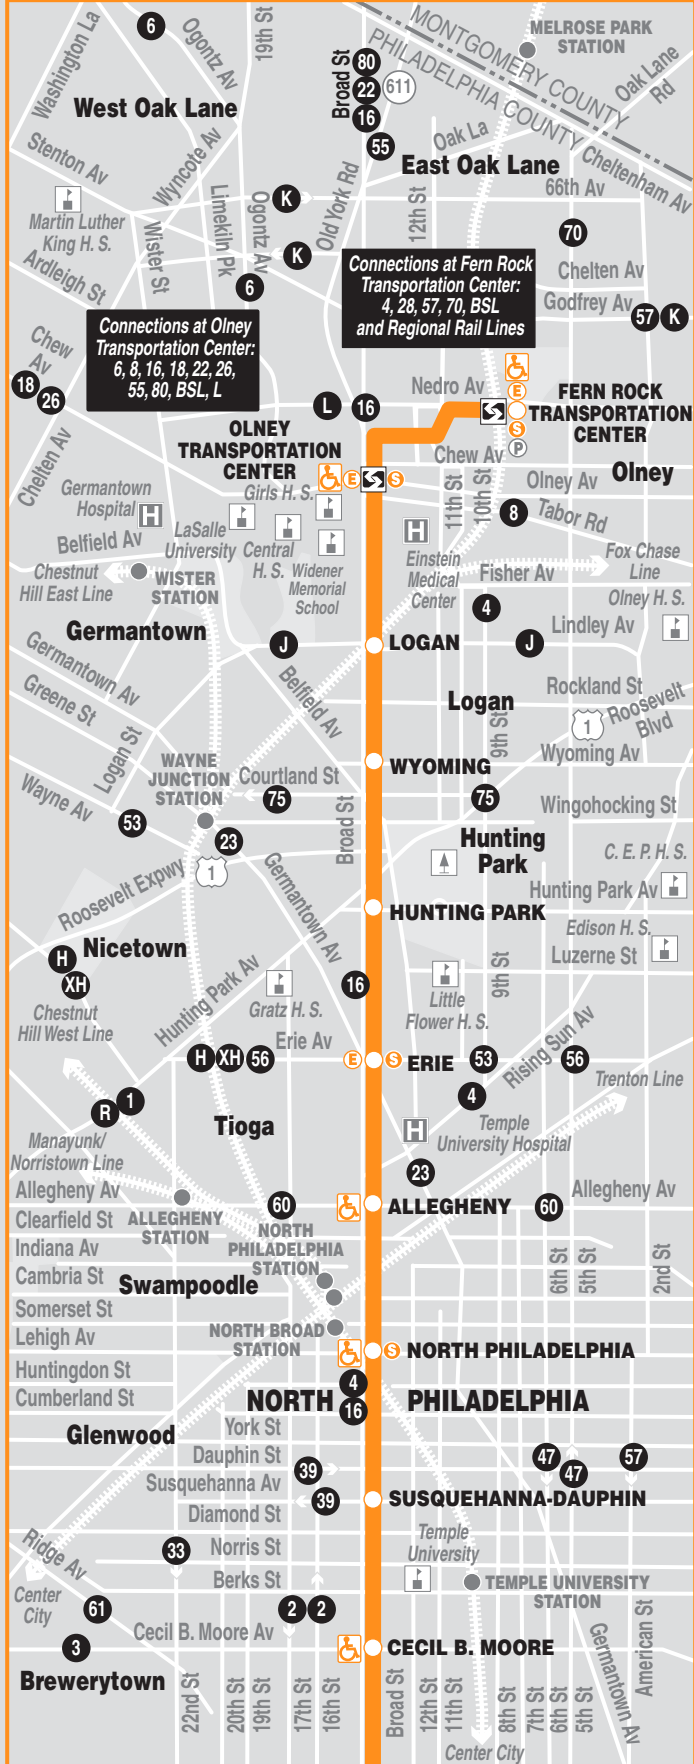 Washington La
6
Ogontz Av
19th St
Broad St
80
22
16
55
611
MONTGOMERY COUNTY
PHILADELPHIA COUNTY
MELROSE PARK
STATION
Oak Lane
Rd
West Oak Lane
Stenton Av
Wyncote Av
Oak La
East Oak Lane
Cheltenham Av
66th Av
Martin Luther
King H. S.
Wister St
Limekiln Pk
Ogontz Av
K
Old York Rd
12th St
70
K
6
Ardleigh St
Chelten Av
Godfrey Av
57
K
Connections at Fern Rock
Transportation Center:
4, 28, 57, 70, BSL
and Regional Rail Lines
Connections at Olney
Transportation Center:
6, 8, 16, 18, 22, 26,
55, 80, BSL, L
Chew
Av
18
26
Chelten Av
L
16
Nedro Av
E
S
P
FERN ROCK
TRANSPORTATION
CENTER
OLNEY
TRANSPORTATION
CENTER
E
S
Chew Av
Olney
Olney Av
Girls H. S.
Germantown
Hospital
H
LaSalle
University
Central
H. S.
Widener
Memorial
School
11th St
10th St
8
Tabor Rd
H
Einstein
Medical
Center
Belfield Av
Chestnut
Hill East Line
WISTER
STATION
Fisher Av
Fox Chase
Line
Olney H. S.
4
Lindley Av
Germantown
J
LOGAN
J
Germantown Av
Greene St
Belfield Av
Logan
Rockland St
Roosevelt
Blvd
1
9th St
Logan St
WAYNE
JUNCTION
STATION
Courtland St
75
WYOMING
Wyoming Av
75
Wingohocking St
Wayne Av
53
23
Broad St
Hunting
Park
C. E. P. H. S.
1
Roosevelt Expwy
Germantown Av
Hunting Park Av
HUNTING PARK
Edison H. S.
Luzerne St
Nicetown
H
XH
Hunting Park Av
Gratz H. S.
16
Little
Flower H. S.
9th St
Chestnut
Hill West Line
Erie Av
H
XH
56
E
S
ERIE
53
Rising Sun Av
56
Trenton Line
4
R
1
Tioga
H
Temple
University Hospital
Manayunk/
Norristown Line
23
Allegheny Av
60
ALLEGHENY
60
Allegheny Av
Clearfield St
ALLEGHENY
STATION
NORTH
PHILADELPHIA
STATION
Indiana Av
Cambria St
Swampoodle
6th St
5th St
2nd St
Somerset St
Lehigh Av
NORTH BROAD
STATION
S
NORTH PHILADELPHIA
Huntingdon St
4
Cumberland St
16
NORTH PHILADELPHIA
Glenwood
York St
Dauphin St
39
47
47
57
Susquehanna Av
39
SUSQUEHANNA-DAUPHIN
Diamond St
Ridge Av
33
Norris St
Temple
University
Berks St
TEMPLE UNIVERSITY
STATION
Center
City
61
2
2
Cecil B. Moore Av
3
CECIL B. MOORE
Brewerytown
22nd St
20th St
19th St
17th St
16th St
Broad St
12th St
11th St
8th St
7th St
6th St
5th St
Germantown Av
American St
Center City